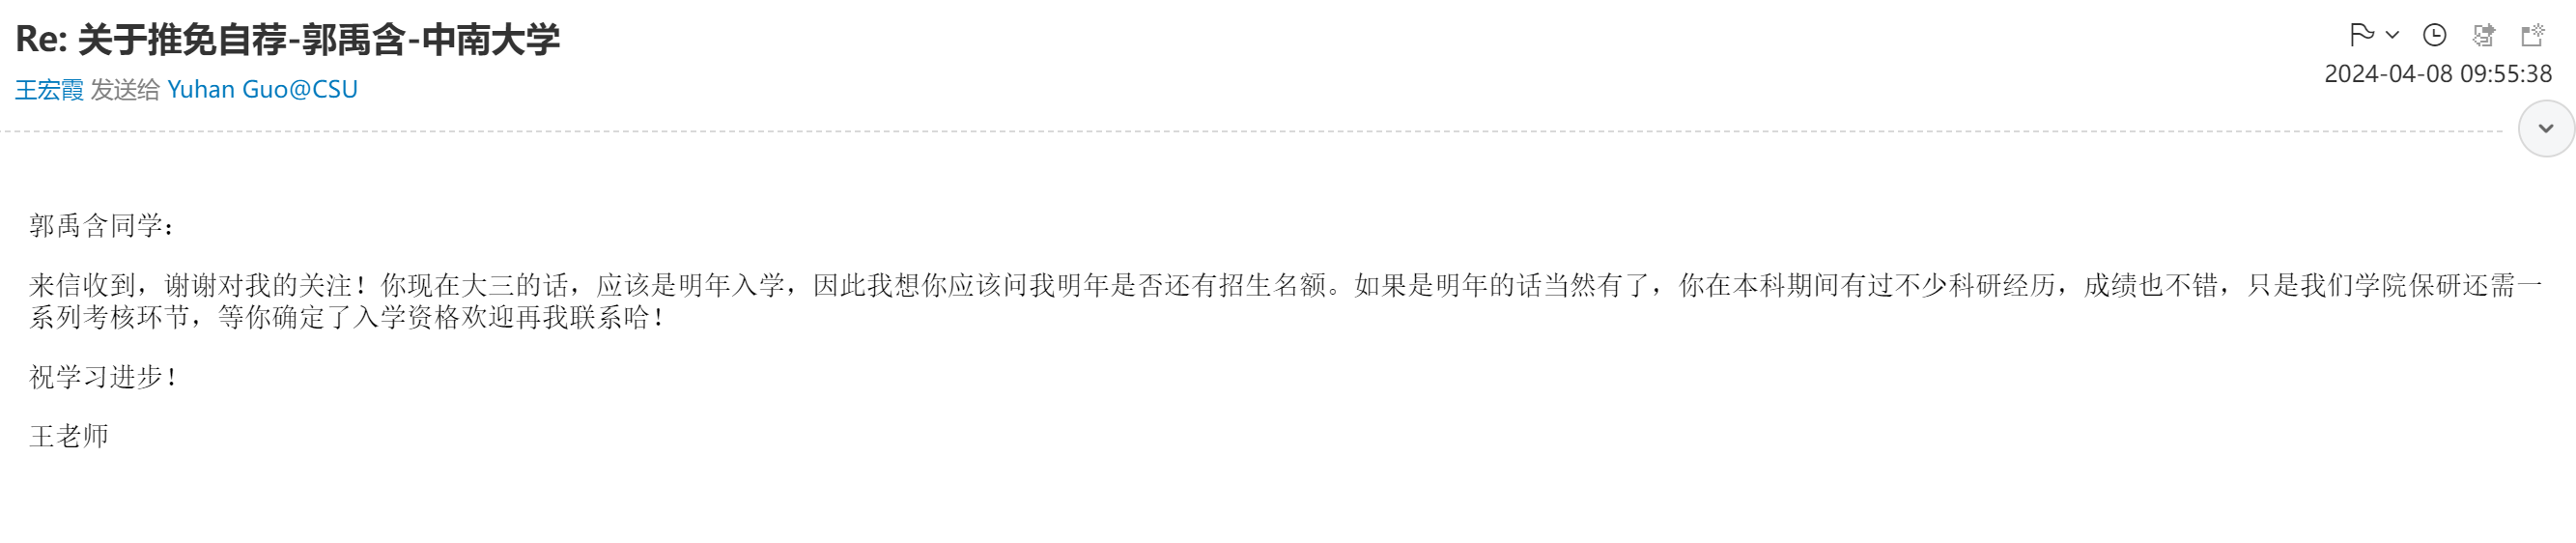 Re: 关于推免自荐-郭禹含-中南大学
王宏霞 发送给 Yuhan Guo@CSU
2024-04-08 09:55:38
郭禹含同学：
来信收到，谢谢对我的关注！你现在大三的话，应该是明年入学，因此我想你应该问我明年是否还有招生名额。如果是明年的话当然有了，你在本科期间有过不少科研经历，成绩也不错，只是我们学院保研还需一
系列考核环节，等你确定了入学资格欢迎再我联系哈！
祝学习进步！
王老师